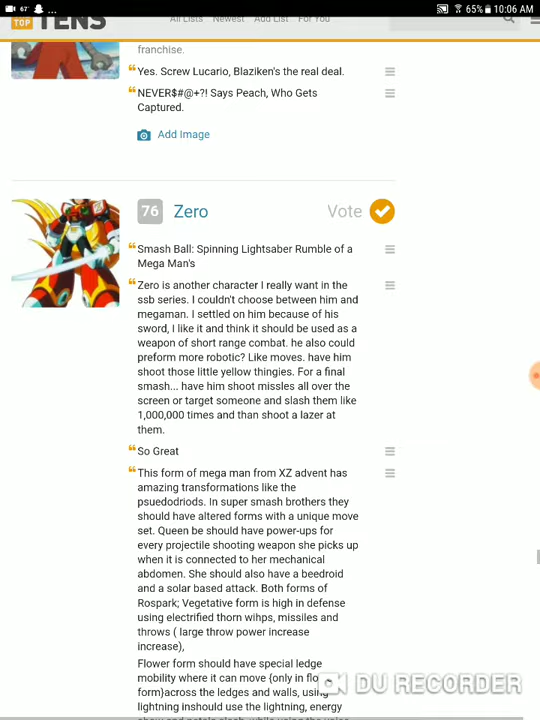 67°
65% 10:06 AM
TOP TENS
All Lists Newest Add List For You
franchise.
Yes. Screw Lucario, Blaziken's the real deal.
NEVER$#@+?! Says Peach, Who Gets
Captured.
Add Image
76 Zero Vote
Smash Ball: Spinning Lightsaber Rumble of a
Mega Man's
Zero is another character I really want in the
ssb series. I couldn't choose between him and
megaman. I settled on him because of his
sword, I like it and think it should be used as a
weapon of short range combat. he also could
preform more robotic? Like moves. have him
shoot those little yellow thingies. For a final
smash... have him shoot missles all over the
screen or target someone and slash them like
1,000,000 times and than shoot a lazer at
them.
So Great
This form of mega man from XZ advent has
amazing transformations like the
psuedodriods. In super smash brothers they
should have altered forms with a unique move
set. Queen be should have power-ups for
every projectile shooting weapon she picks up
when it is connected to her mechanical
abdomen. She should also have a beedroid
and a solar based attack. Both forms of
Rospark; Vegetative form is high in defense
using electrified thorn wihps, missiles and
throws ( large throw power increase
increase),
Flower form should have special ledge
mobility where it can move {only in
form}across the ledges and walls, using
lightning inshould use the lightning, energy
DU RECORDER